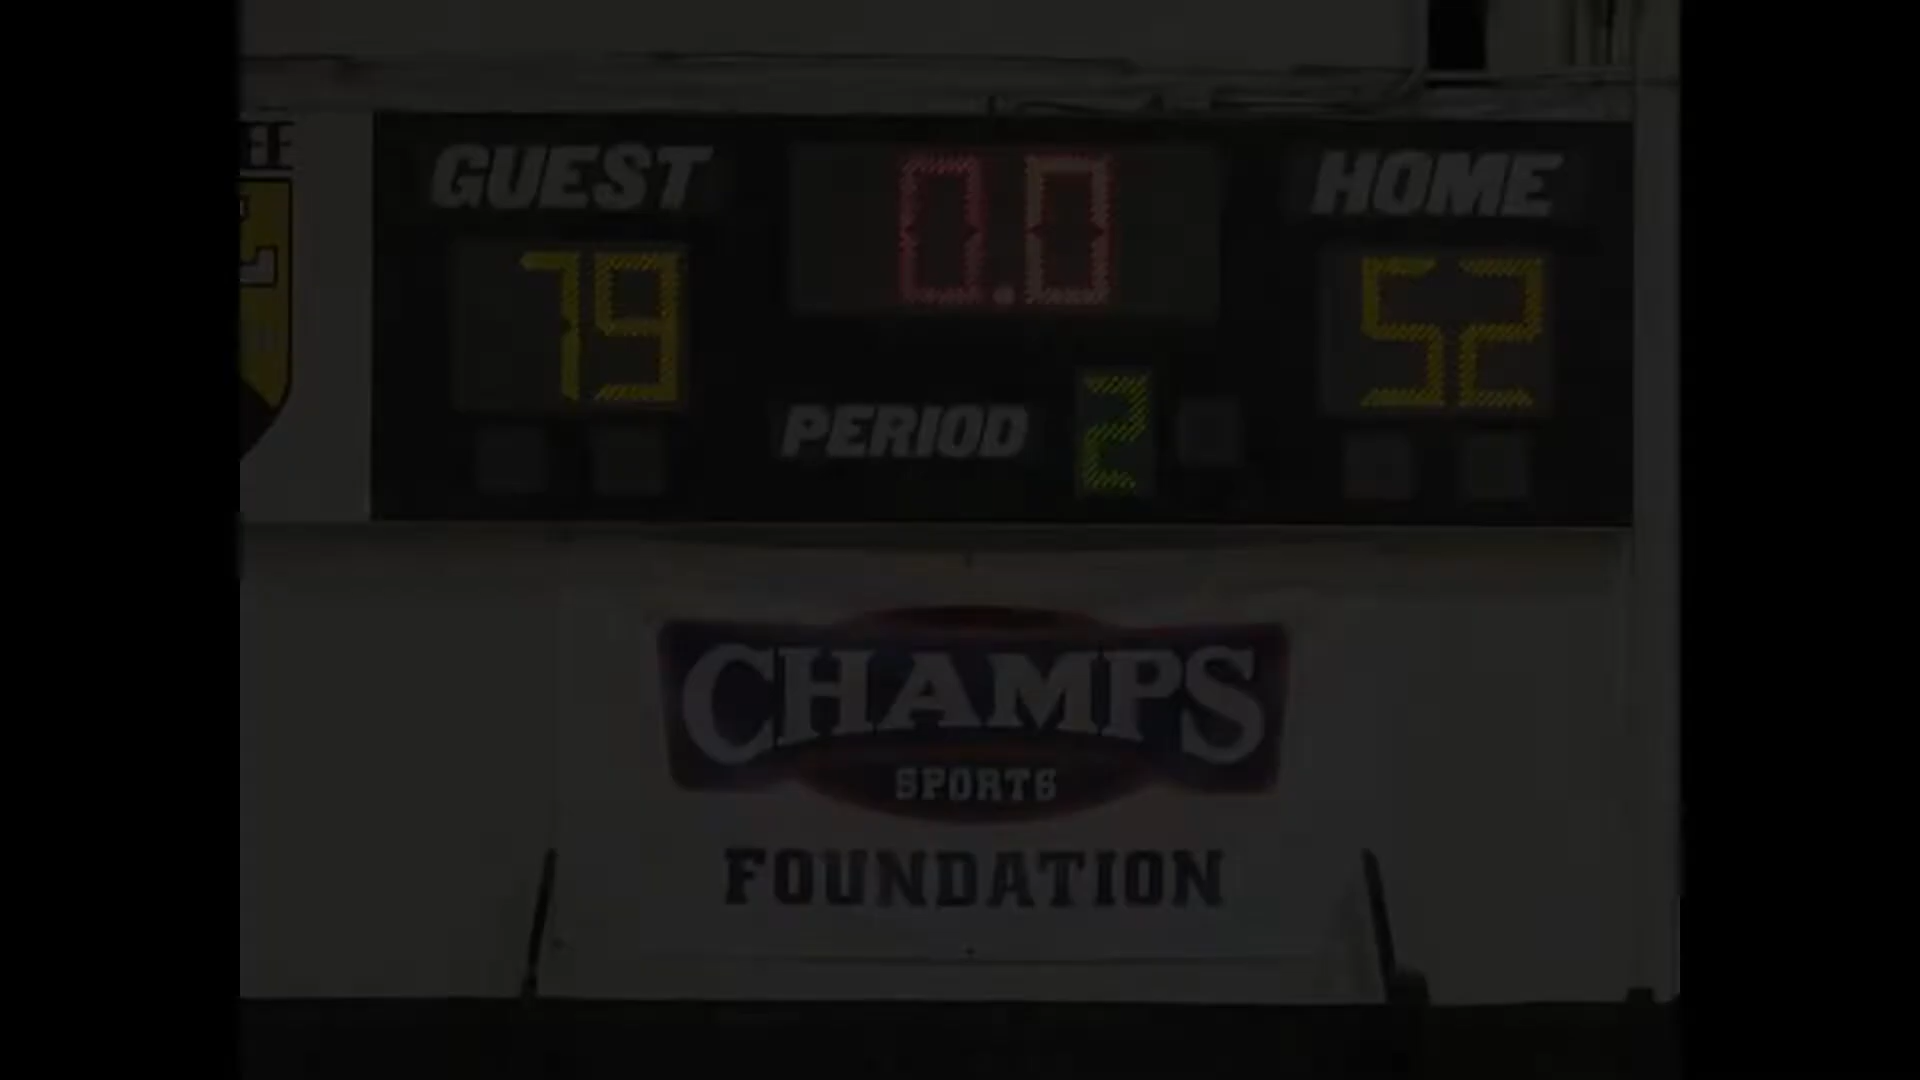 GUEST
0.0
HOME
79
52
PERIOD 2
CHAMPS
SPORTS
FOUNDATION